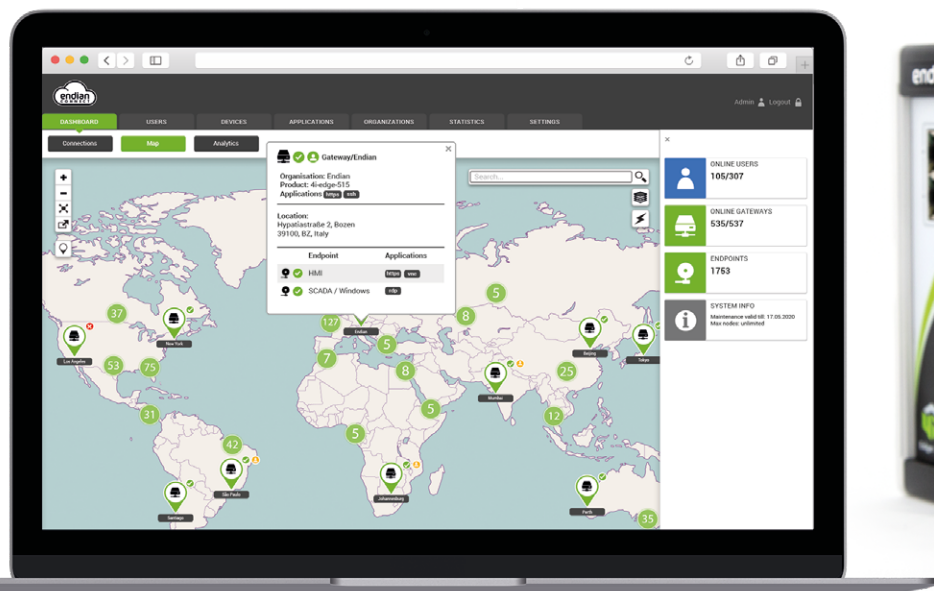 endian
CONNECT
Admin Logout
DASHBOARD USERS DEVICES APPLICATIONS ORGANIZATIONS STATISTICS SETTINGS
Connections Map Analytics
Gateway/Endian
Organisation: Endian
Product: 4i-edge-515
Applications https ssh
Location:
Hypatiastraße 2, Bozen
39100, BZ, Italy
Endpoint Applications
HMI https vnc
SCADA / Windows rdp
Search...
ONLINE USERS
105/307
ONLINE GATEWAYS
535/537
ENDPOINTS
1753
SYSTEM INFO
Maintenance valid till: 17.05.2020
Max nodes: unlimited
37
New York
Los Angeles
53
75
31
42
São Paulo
Santiago
127
Endian
7
5
8
5
8
5
5
Johannesburg
Mumbai
Beijing
Tokyo
25
12
Perth
35